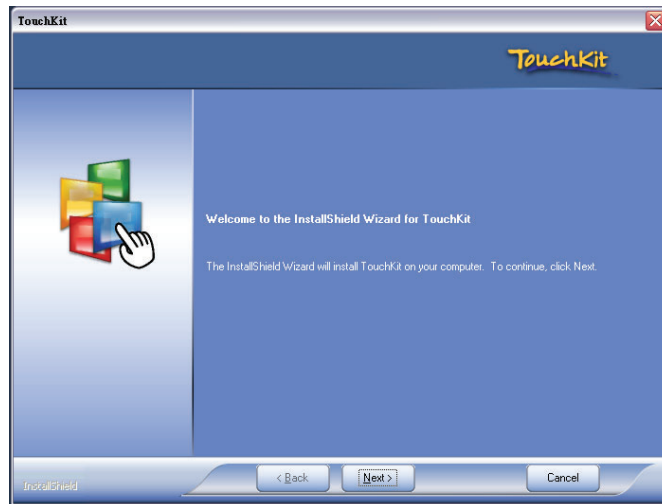 TouchKit
TouchKit
Welcome to the InstallShield Wizard for TouchKit
The InstallShield Wizard will install TouchKit on your computer. To continue, click Next.
InstallShield
< Back
Next >
Cancel